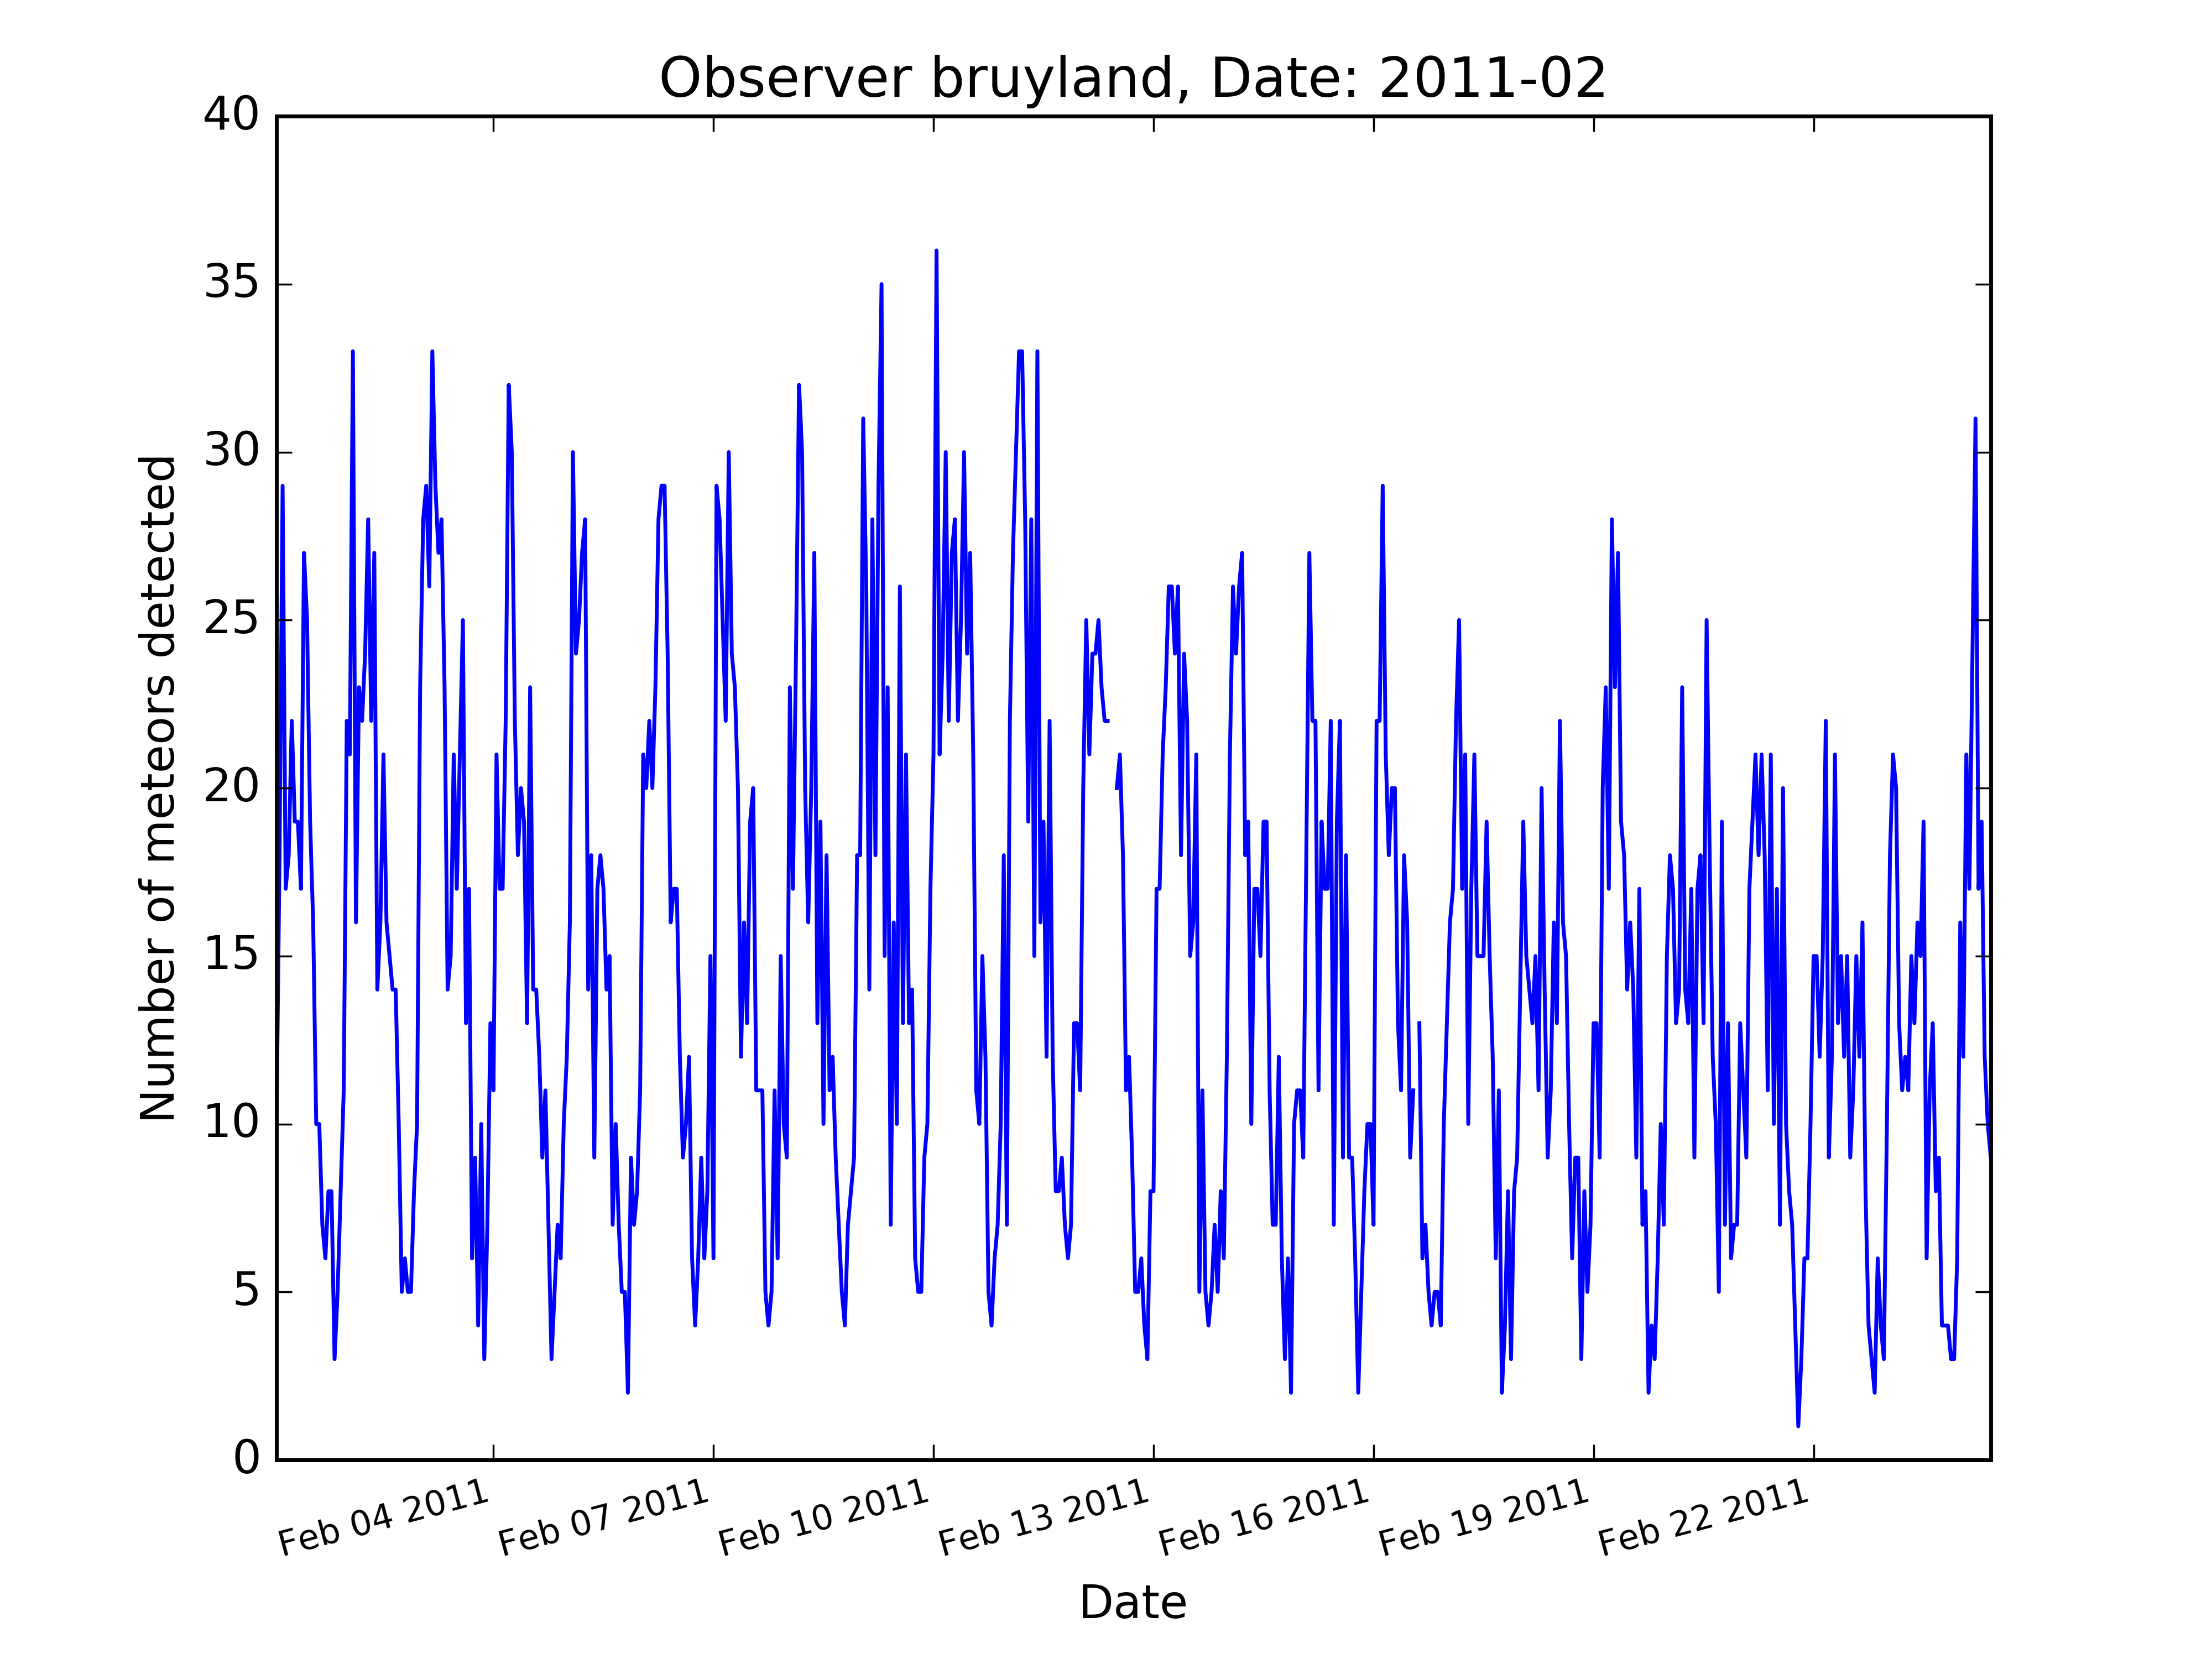 Observer bruyland, Date: 2011-02
40
35
30
25
20
15
10
5
0
Number of meteors detected
Feb 04 2011
Feb 07 2011
Feb 10 2011
Feb 13 2011
Feb 16 2011
Feb 19 2011
Feb 22 2011
Date